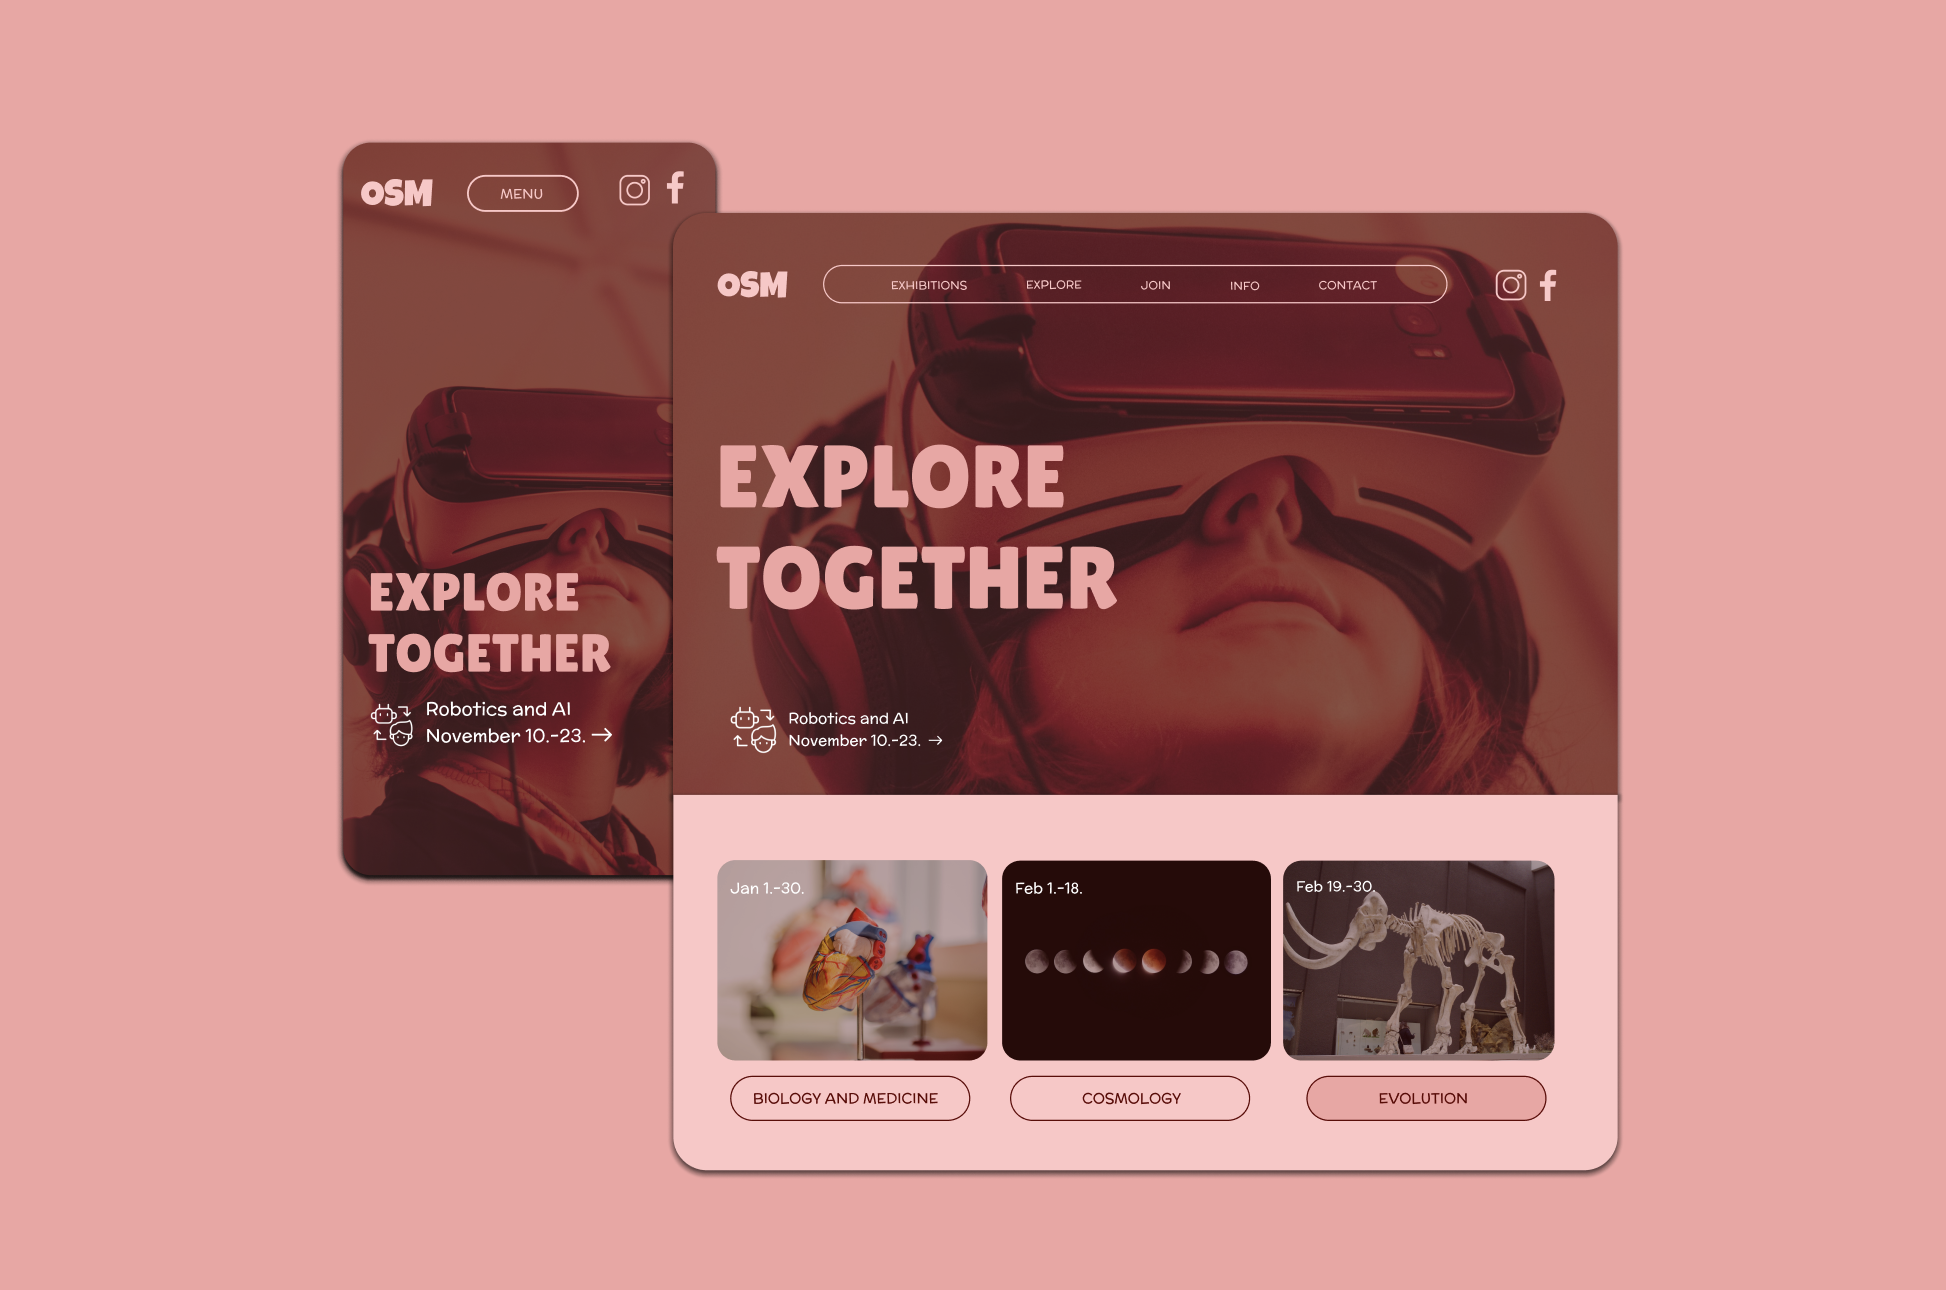 OSM
MENU
EXPLORE
TOGETHER
Robotics and AI
November 10.-23. →
OSM
EXHIBITIONS
EXPLORE
JOIN
INFO
CONTACT
EXPLORE
TOGETHER
Robotics and AI
November 10.-23. →
Jan 1.-30.
Feb 1.-18.
Feb 19.-30.
BIOLOGY AND MEDICINE
COSMOLOGY
EVOLUTION